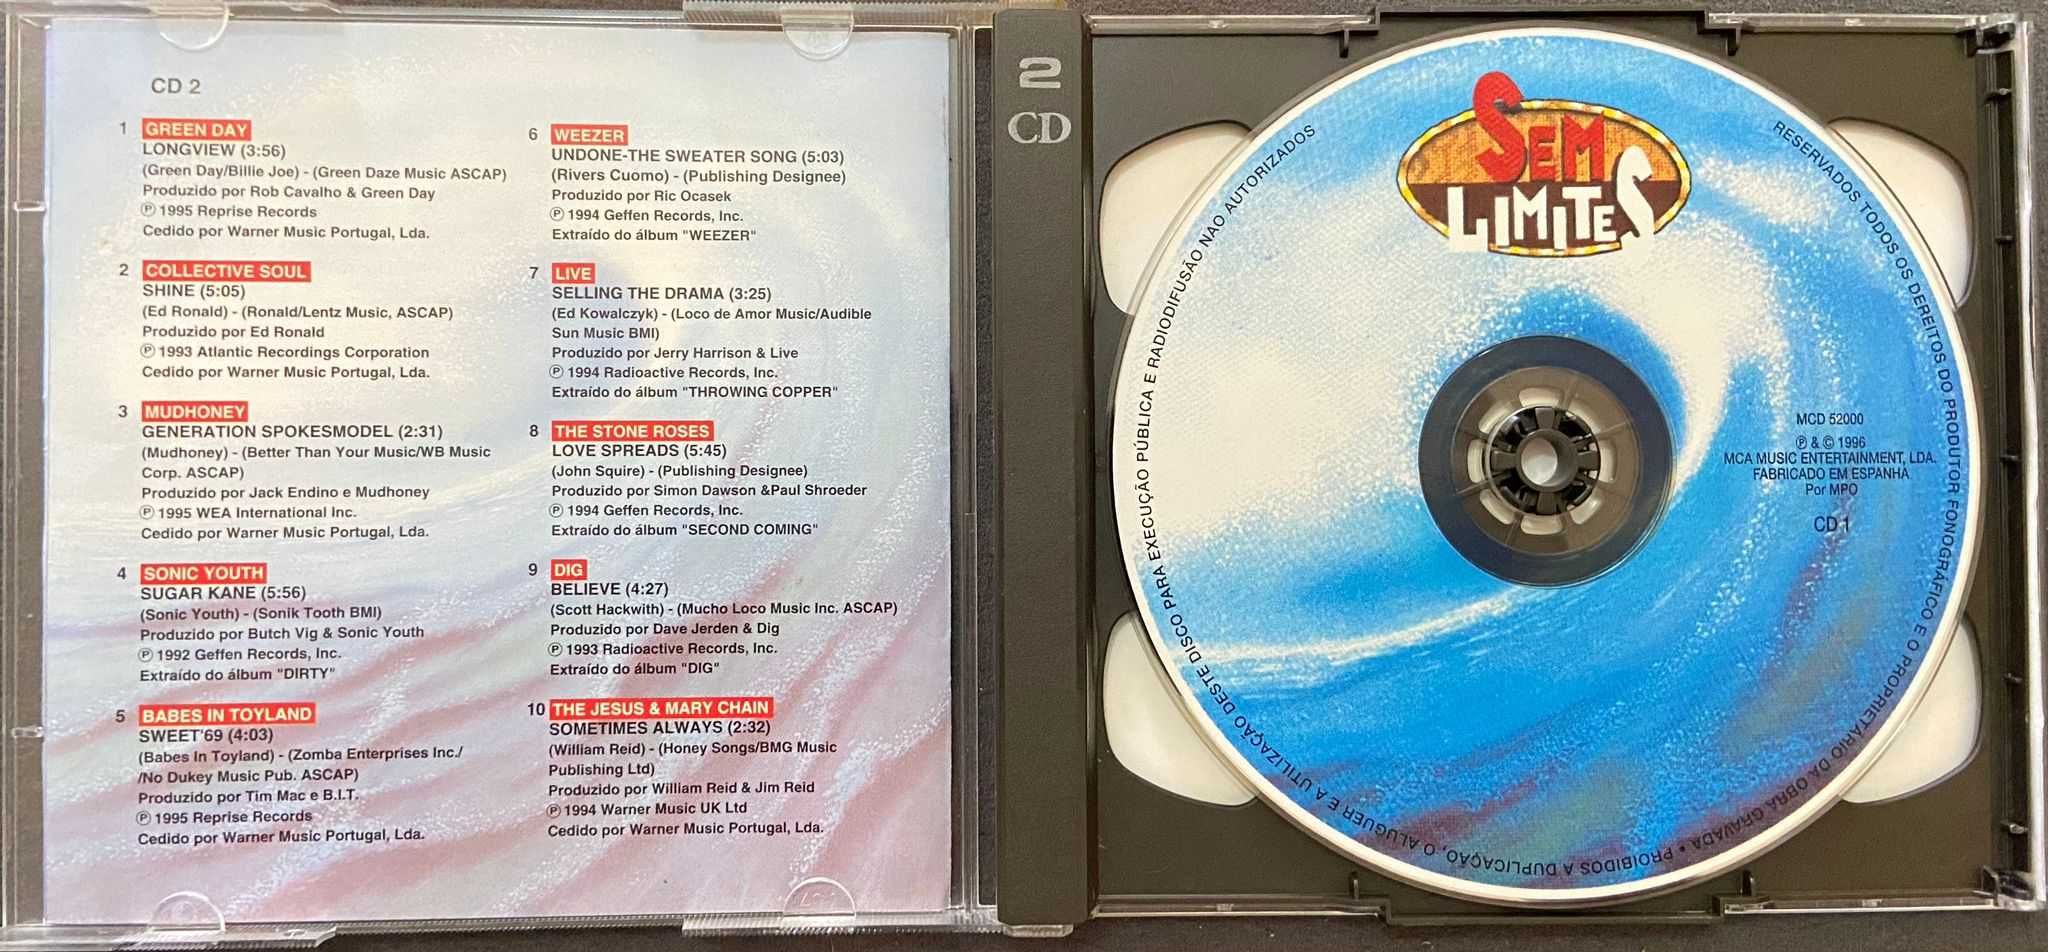 CD 2
1 GREEN DAY
LONGVIEW (3:56)
(Green Day/Billie Joe) - (Green Daze Music ASCAP)
Produzido por Rob Cavalho & Green Day
℗ 1995 Reprise Records
Cedido por Warner Music Portugal, Lda.
2 COLLECTIVE SOUL
SHINE (5:05)
(Ed Ronald) - (Ronald/Lentz Music, ASCAP)
Produzido por Ed Ronald
℗ 1993 Atlantic Recordings Corporation
Cedido por Warner Music Portugal, Lda.
3 MUDHONEY
GENERATION SPOKESMODEL (2:31)
(Mudhoney) - (Better Than Your Music/WB Music
Corp. ASCAP)
Produzido por Jack Endino e Mudhoney
℗ 1995 WEA International Inc.
Cedido por Warner Music Portugal, Lda.
4 SONIC YOUTH
SUGAR KANE (5:56)
(Sonic Youth) - (Sonik Tooth BMI)
Produzido por Butch Vig & Sonic Youth
℗ 1992 Geffen Records, Inc.
Extraído do álbum "DIRTY"
5 BABES IN TOYLAND
SWEET'69 (4:03)
(Babes In Toyland) - (Zomba Enterprises Inc./
/No Dukey Music Pub. ASCAP)
Produzido por Tim Mac e B.I.T.
℗ 1995 Reprise Records
Cedido por Warner Music Portugal, Lda.
6 WEEZER
UNDONE-THE SWEATER SONG (5:03)
(Rivers Cuomo) - (Publishing Designee)
Produzido por Ric Ocasek
℗ 1994 Geffen Records, Inc.
Extraído do álbum "WEEZER"
7 LIVE
SELLING THE DRAMA (3:25)
(Ed Kowalczyk) - (Loco de Amor Music/Audible
Sun Music BMI)
Produzido por Jerry Harrison & Live
℗ 1994 Radioactive Records, Inc.
Extraído do álbum "THROWING COPPER"
8 THE STONE ROSES
LOVE SPREADS (5:45)
(John Squire) - (Publishing Designee)
Produzido por Simon Dawson &Paul Shroeder
℗ 1994 Geffen Records, Inc.
Extraído do álbum "SECOND COMING"
9 DIG
BELIEVE (4:27)
(Scott Hackwith) - (Mucho Loco Music Inc. ASCAP)
Produzido por Dave Jerden & Dig
℗ 1993 Radioactive Records, Inc.
Extraído do álbum "DIG"
10 THE JESUS & MARY CHAIN
SOMETIMES ALWAYS (2:32)
(William Reid) - (Honey Songs/BMG Music
Publishing Ltd)
Produzido por William Reid & Jim Reid
℗ 1994 Warner Music UK Ltd
Cedido por Warner Music Portugal, Lda.
2
CD
SEM
LIMITES
RESERVADOS TODOS OS DEREITOS DO PRODUTOR FONOGRÁFICO E O PROPRIETARIO DA OBRA GRAVADA • PROIBIDOS A DUPLICAÇAO, O ALUGUER E A UTILIZAÇÃO DESTE DISCO PARA EXECUÇÃO PÚBLICA E RADIODIFUSÃO NAO AUTORIZADOS
MCD 52000
℗ & © 1996
MCA MUSIC ENTERTAINMENT, LDA.
FABRICADO EM ESPANHA
Por MPO
CD 1